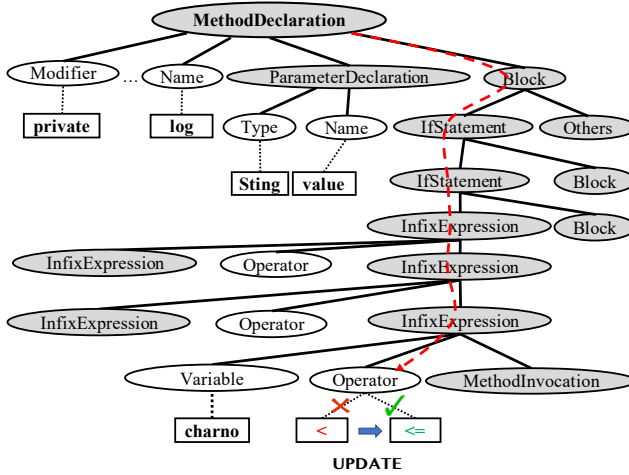 MethodDeclaration
Modifier ... Name ParameterDeclaration Block
private log Type Name IfStatement Others
Sting value IfStatement Block
InfixExpression Block
InfixExpression Operator InfixExpression
InfixExpression Operator InfixExpression
Variable Operator MethodInvocation
charno < <=
UPDATE